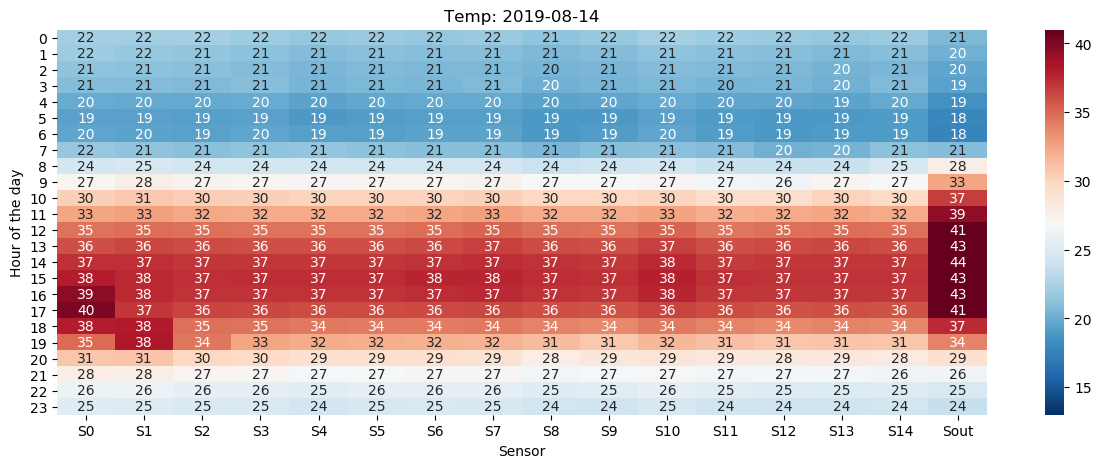 Temp: 2019-08-14
0 22 22 22 22 22 22 22 22 21 22 22 22 22 22 22 21
1 22 22 21 21 21 21 21 21 21 21 21 21 21 21 21 20
2 21 21 21 21 21 21 21 21 20 21 21 21 21 20 21 20
3 21 21 21 21 21 21 21 21 20 21 21 20 21 20 21 19
4 20 20 20 20 20 20 20 20 20 20 20 20 20 19 20 19
5 19 19 19 19 19 19 19 19 19 19 19 19 19 19 19 18
6 20 20 19 20 19 19 19 19 19 19 20 19 19 19 19 18
7 22 21 21 21 21 21 21 21 21 21 21 21 20 20 21 21
8 24 25 24 24 24 24 24 24 24 24 24 24 24 24 25 28
9 27 28 27 27 27 27 27 27 27 27 27 27 26 27 27 33
10 30 31 30 30 30 30 30 30 30 30 30 30 30 30 30 37
11 33 33 32 32 32 32 32 33 32 32 33 32 32 32 32 39
12 35 35 35 35 35 35 35 35 35 35 35 35 35 35 35 41
13 36 36 36 36 36 36 36 37 36 36 37 36 36 36 36 43
14 37 37 37 37 37 37 37 37 37 37 38 37 37 37 37 44
15 38 38 37 37 37 37 38 38 37 37 38 37 37 37 37 43
16 39 38 37 37 37 37 37 37 37 37 38 37 37 37 37 43
17 40 37 36 36 36 36 36 36 36 36 36 36 36 36 36 41
18 38 38 35 35 34 34 34 34 34 34 34 34 34 34 34 37
19 35 38 34 33 32 32 32 32 31 31 32 31 31 31 31 34
20 31 31 30 30 29 29 29 29 28 29 29 29 28 29 28 29
21 28 28 27 27 27 27 27 27 27 27 27 27 27 27 26 26
22 26 26 26 26 25 26 26 26 25 25 26 25 25 25 25 25
23 25 25 25 25 24 25 25 25 24 24 25 24 24 24 24 24
S0 S1 S2 S3 S4 S5 S6 S7 S8 S9 S10 S11 S12 S13 S14 Sout
Sensor
Hour of the day
40
35
30
25
20
15